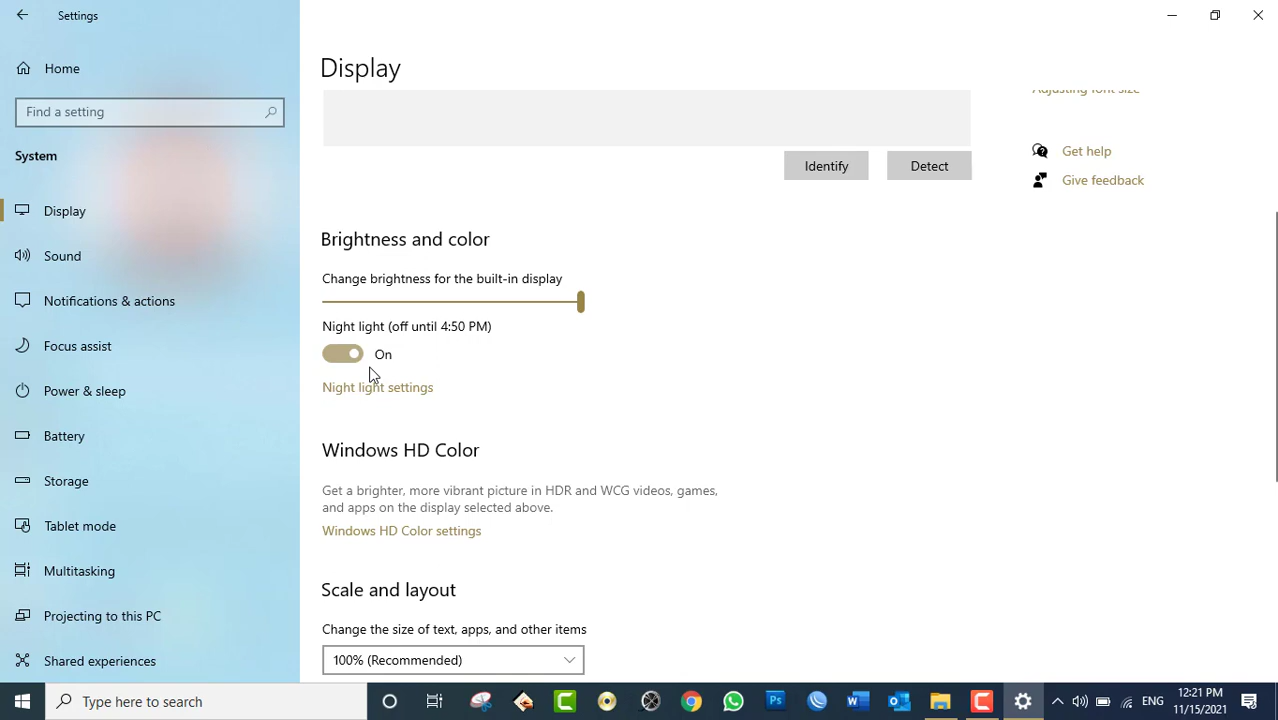 Settings
Home
Find a setting
System
Display
Sound
Notifications & actions
Focus assist
Power & sleep
Battery
Storage
Tablet mode
Multitasking
Projecting to this PC
Shared experiences
Display
Identify
Detect
Brightness and color
Change brightness for the built-in display
Night light (off until 4:50 PM)
On
Night light settings
Windows HD Color
Get a brighter, more vibrant picture in HDR and WCG videos, games,
and apps on the display selected above.
Windows HD Color settings
Scale and layout
Change the size of text, apps, and other items
100% (Recommended)
Adjusting font size
Get help
Give feedback
Type here to search
Ps
ENG
12:21 PM
11/15/2021